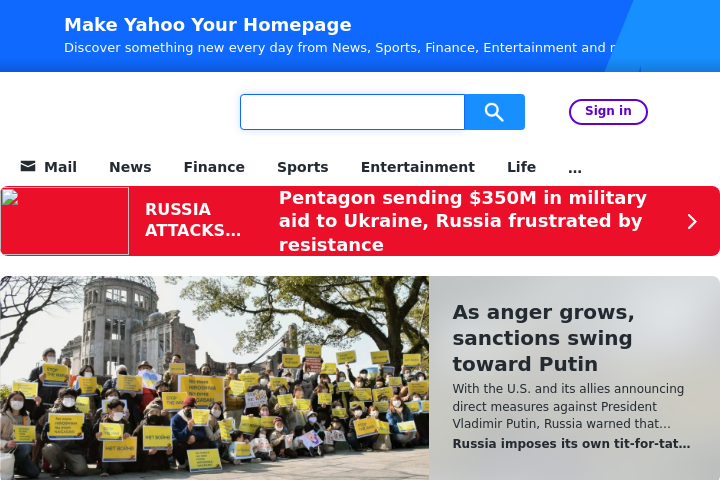 Make Yahoo Your Homepage
Discover something new every day from News, Sports, Finance, Entertainment and
Sign in
Mail
News
Finance
Sports
Entertainment
Life
...
RUSSIA
ATTACKS...
Pentagon sending $350M in military
aid to Ukraine, Russia frustrated by
resistance
As anger grows,
sanctions swing
toward Putin
With the U.S. and its allies announcing
direct measures against President
Vladimir Putin, Russia warned that...
Russia imposes its own tit-for-tat...